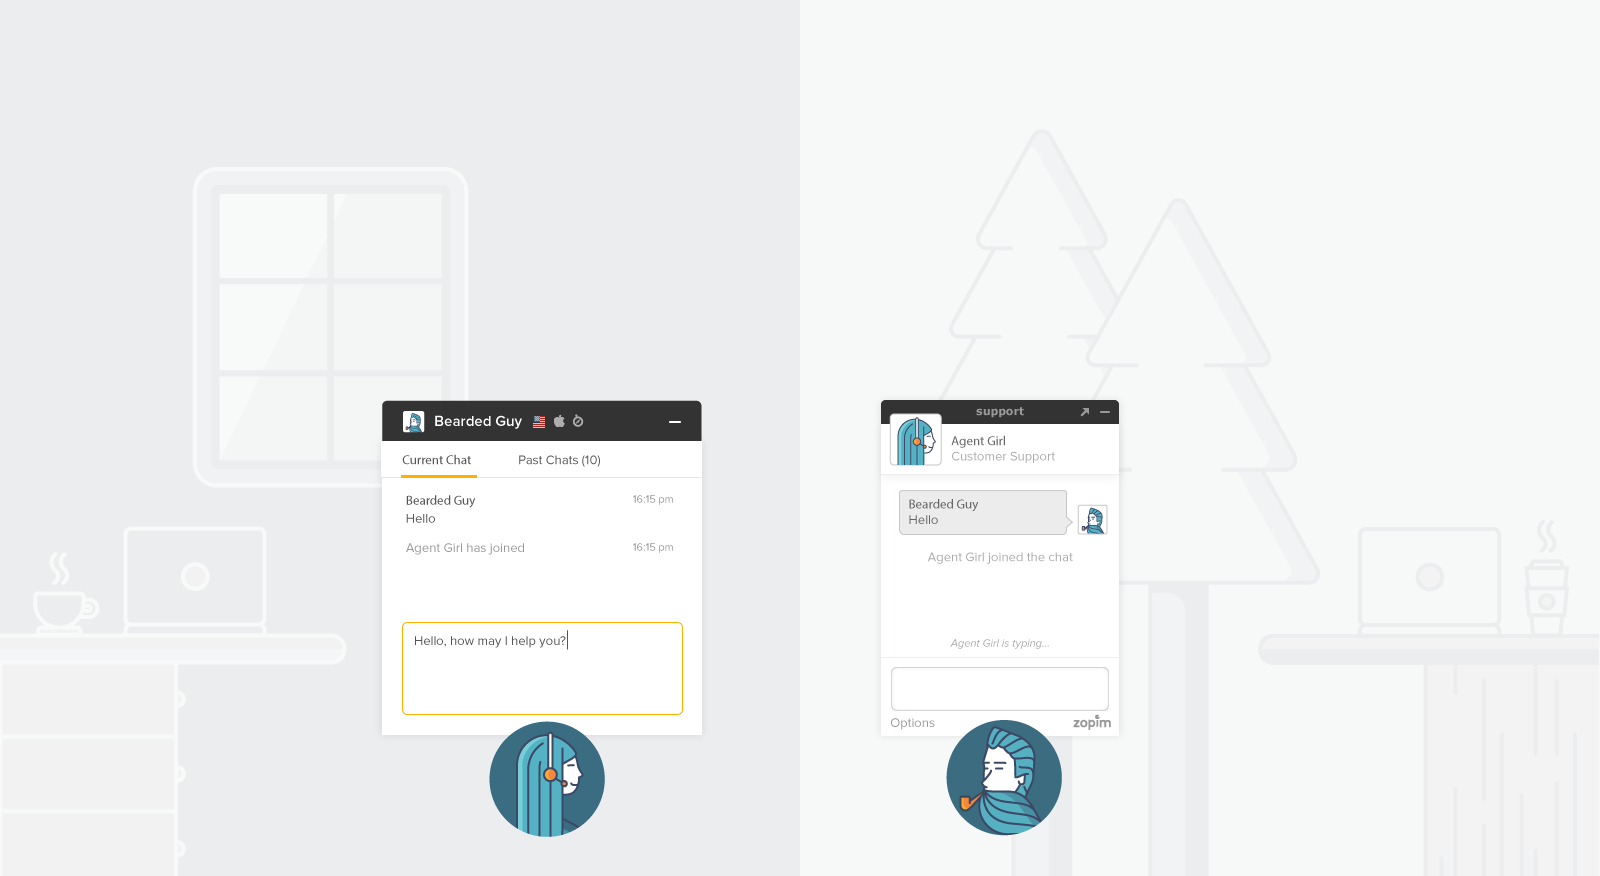 Bearded Guy
Current Chat
Past Chats (10)
Bearded Guy
16:15 pm
Hello
Agent Girl has joined
16:15 pm
Hello, how may I help you?
support
Agent Girl
Customer Support
Bearded Guy
Hello
Agent Girl joined the chat
Agent Girl is typing...
Options
zopim